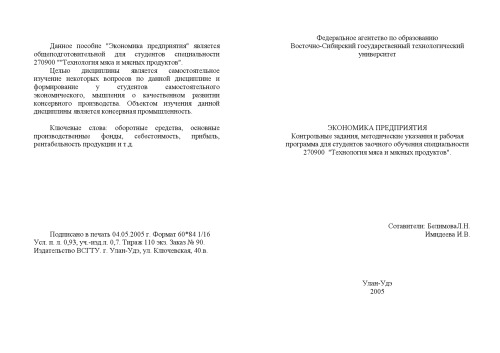 Данное пособие "Экономика предприятия" является
общеподготовительной для студентов специальности
270900 ""Технология мяса и мясных продуктов".
Целью дисциплины является самостоятельное
изучение некоторых вопросов по данной дисциплине и
формирование у студентов самостоятельного
экономического, мышления о качественном развитии
консервного производства. Объектом изучения данной
дисциплины является консервная промышленность.
Ключевые слова: оборотные средства, основные
производственные фонды, себестоимость, прибыль,
рентабельность продукции и т.д.
Подписано в печать 04.05.2005 г. Формат 60*84 1/16
Усл. п. л. 0,93, уч.-изд.л. 0,7. Тираж 110 экз. Заказ № 90.
Издательство ВСГТУ. г. Улан-Удэ, ул. Ключевская, 40.в.
Федеральное агентство по образованию
Восточно-Сибирский государственный технологический
университет
ЭКОНОМИКА ПРЕДПРИЯТИЯ
Контрольные задания, методические указания и рабочая
программа для студентов заочного обучения специальности
270900 "Технология мяса и мясных продуктов".
Сотавители: БелимоваЛ.Н.
Имидеева И.В.
Улан-Удэ
2005